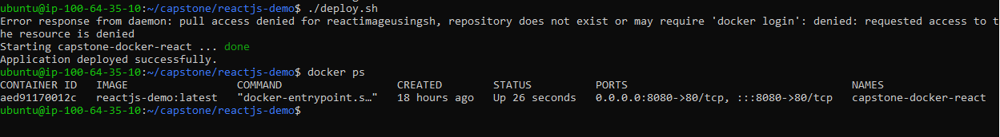 ubuntu@ip-100-64-35-10:~/capstone/reactjs-demo$ ./deploy.sh
Error response from daemon: pull access denied for reactimageusingsh, repository does not exist or may require 'docker login': denied: requested access to t
he resource is denied
Starting capstone-docker-react ... done
Application deployed successfully.
ubuntu@ip-100-64-35-10:~/capstone/reactjs-demo$ docker ps
CONTAINER ID   IMAGE                 COMMAND                  CREATED        STATUS          PORTS                                   NAMES
aed91170012c   reactjs-demo:latest   "docker-entrypoint.s…"   18 hours ago   Up 26 seconds   0.0.0.0:8080->80/tcp, :::8080->80/tcp   capstone-docker-react
ubuntu@ip-100-64-35-10:~/capstone/reactjs-demo$